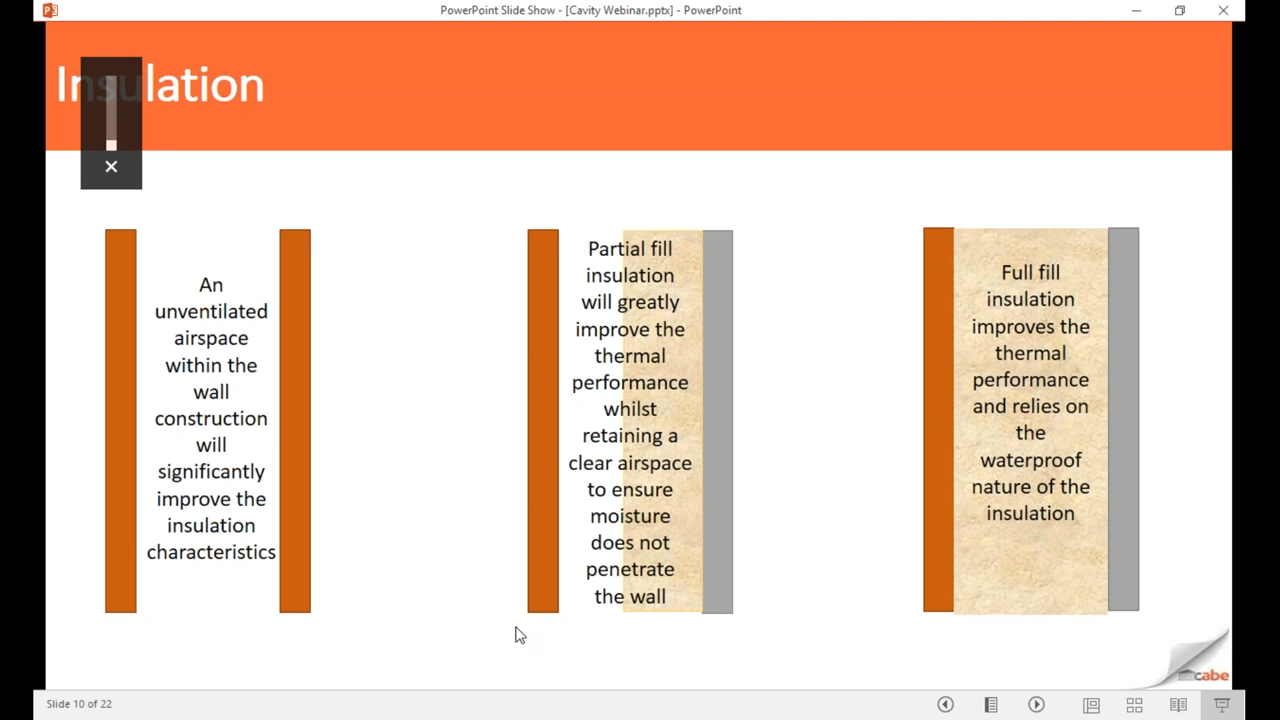 PowerPoint Slide Show - [Cavity Webinar.pptx] - PowerPoint
Insulation
An
unventilated
airspace
within the
wall
construction
will
significantly
improve the
insulation
characteristics
Partial fill
insulation
will greatly
improve the
thermal
performance
whilst
retaining a
clear airspace
to ensure
moisture
does not
penetrate
the wall
Full fill
insulation
improves the
thermal
performance
and relies on
the
waterproof
nature of the
insulation
cabe
Slide 10 of 22